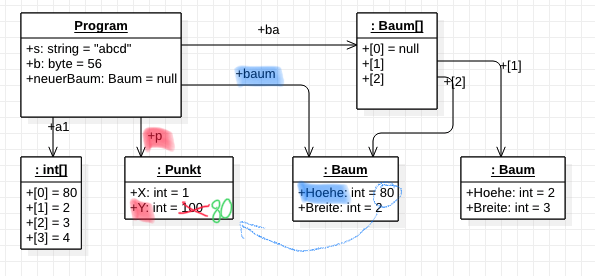 Program
+s: string = "abcd"
+b: byte = 56
+neuerBaum: Baum = null
+ba
: Baum[]
+[0] = null
+[1]
+[2]
+baum
+[2]
+[1]
+a1
+p
: int[]
+[0] = 80
+[1] = 2
+[2] = 3
+[3] = 4
: Punkt
+X: int = 1
+Y: int = 100 80
: Baum
+Hoehe: int = 80
+Breite: int = 2
: Baum
+Hoehe: int = 2
+Breite: int = 3